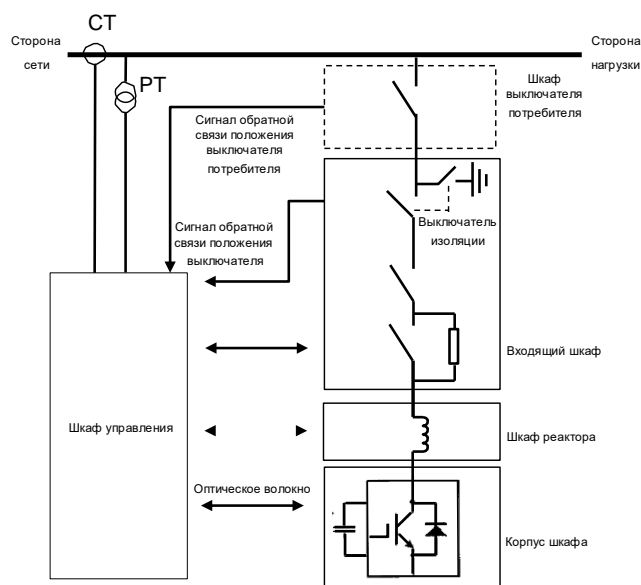 CT
Сторона
сети
Сторона
нагрузки
PT
Шкаф
выключателя
потребителя
Сигнал обратной
связи положения
выключателя
потребителя
Выключатель
изоляции
Сигнал обратной
связи положения
выключателя
Входящий шкаф
Шкаф управления
Шкаф реактора
Оптическое волокно
Корпус шкафа